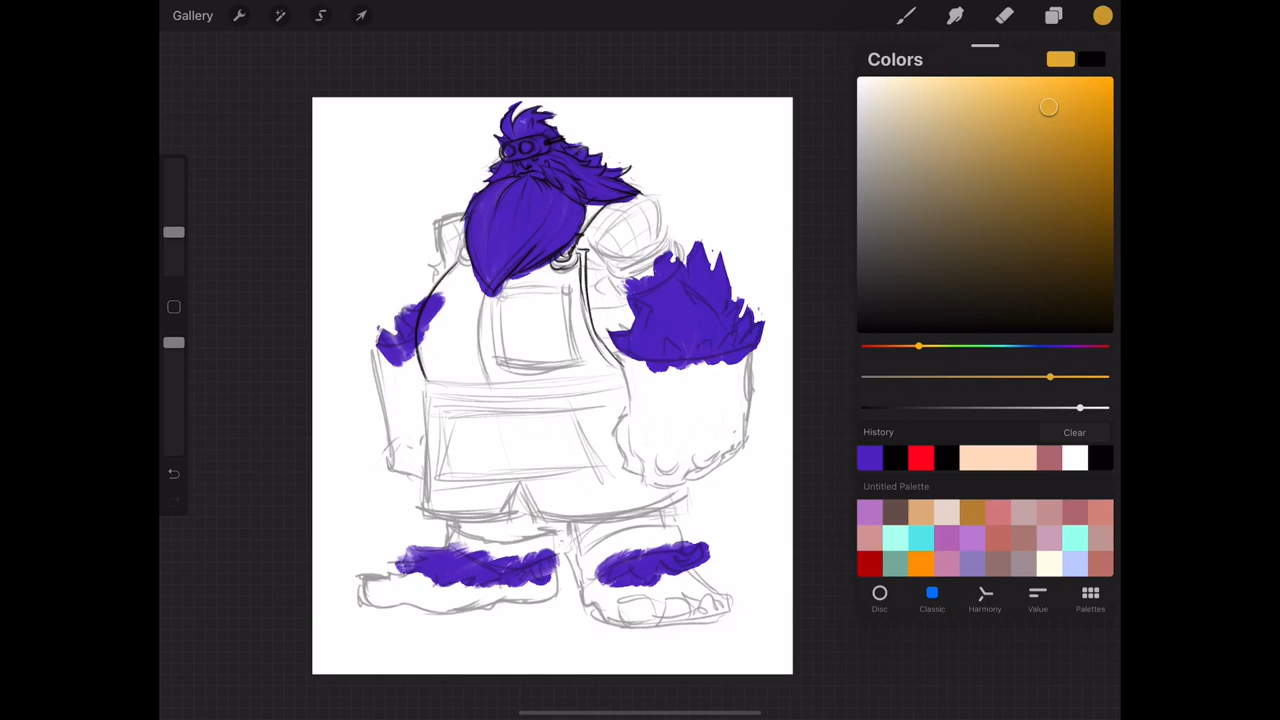 Gallery
Colors
History
Clear
Untitled Palette
Disc
Classic
Harmony
Value
Palettes